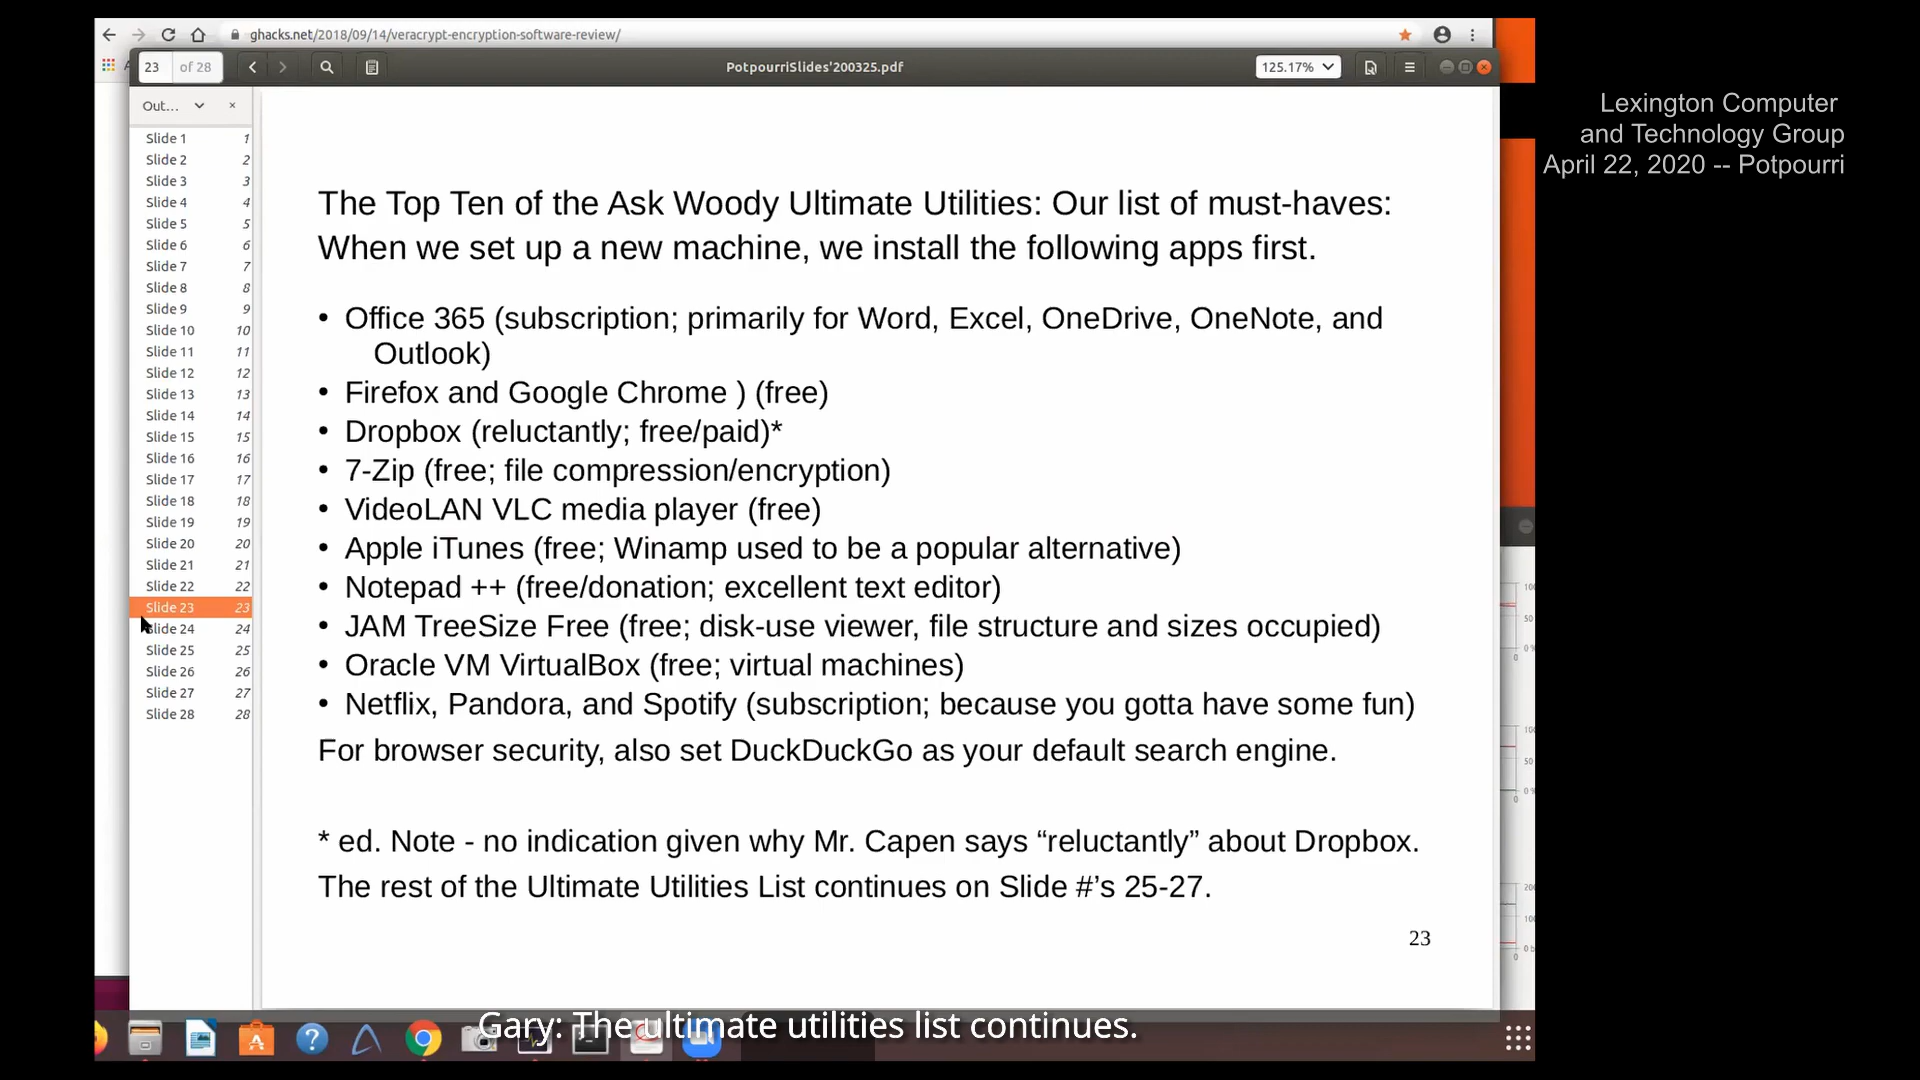 ghacks.net/2018/09/14/veracrypt-encryption-software-review/
23 of 28
PotpourriSlides'200325.pdf
125.17%
Out...
Slide 1 1
Slide 2 2
Slide 3 3
Slide 4 4
Slide 5 5
Slide 6 6
Slide 7 7
Slide 8 8
Slide 9 9
Slide 10 10
Slide 11 11
Slide 12 12
Slide 13 13
Slide 14 14
Slide 15 15
Slide 16 16
Slide 17 17
Slide 18 18
Slide 19 19
Slide 20 20
Slide 21 21
Slide 22 22
Slide 23 23
Slide 24 24
Slide 25 25
Slide 26 26
Slide 27 27
Slide 28 28
The Top Ten of the Ask Woody Ultimate Utilities: Our list of must-haves:
When we set up a new machine, we install the following apps first.
• Office 365 (subscription; primarily for Word, Excel, OneDrive, OneNote, and
Outlook)
• Firefox and Google Chrome ) (free)
• Dropbox (reluctantly; free/paid)*
• 7-Zip (free; file compression/encryption)
• VideoLAN VLC media player (free)
• Apple iTunes (free; Winamp used to be a popular alternative)
• Notepad ++ (free/donation; excellent text editor)
• JAM TreeSize Free (free; disk-use viewer, file structure and sizes occupied)
• Oracle VM VirtualBox (free; virtual machines)
• Netflix, Pandora, and Spotify (subscription; because you gotta have some fun)
For browser security, also set DuckDuckGo as your default search engine.
* ed. Note - no indication given why Mr. Capen says “reluctantly” about Dropbox.
The rest of the Ultimate Utilities List continues on Slide #’s 25-27.
23
Lexington Computer
and Technology Group
April 22, 2020 -- Potpourri
Gary: The ultimate utilities list continues.